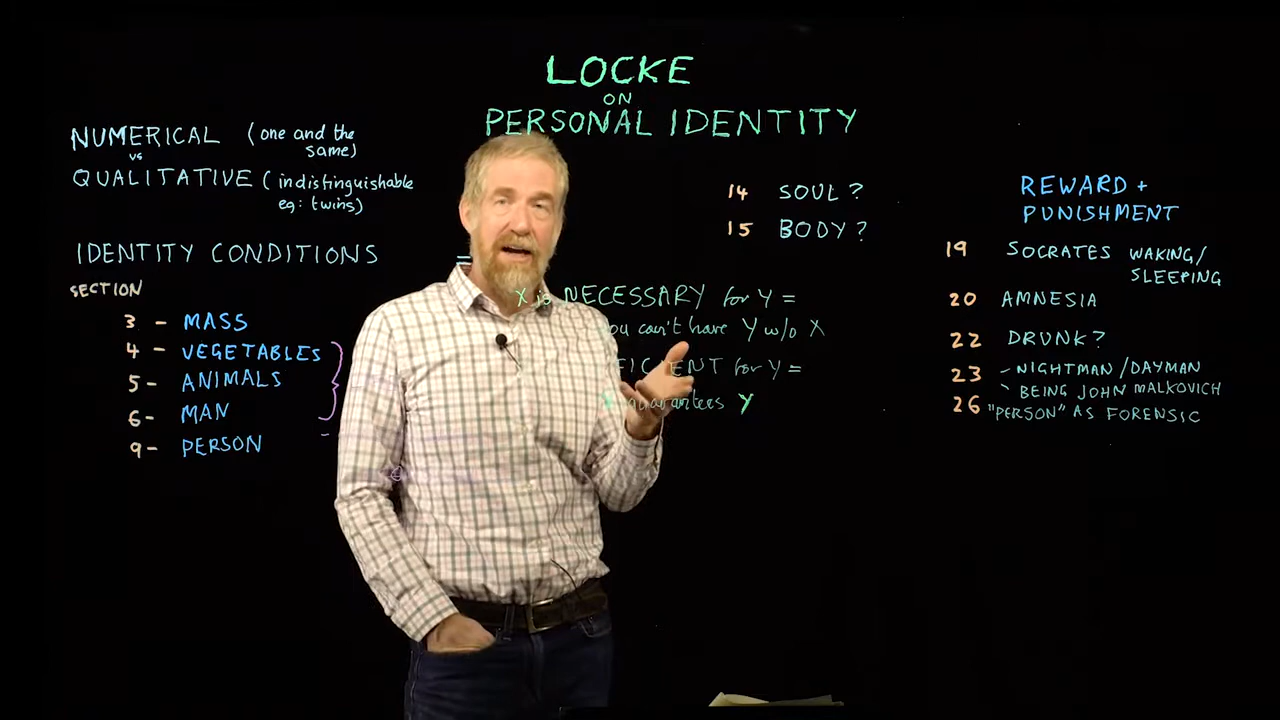 LOCKE
ON
PERSONAL IDENTITY
NUMERICAL (one and the
same)
vs
QUALITATIVE (indistinguishable
eg: twins)
IDENTITY CONDITIONS =
SECTION
3 - MASS
4 - VEGETABLES
5 - ANIMALS
6 - MAN
9 - PERSON -
14 SOUL?
15 BODY?
X is NECESSARY for Y =
you can't have Y w/o X
for Y =
X guarantees Y
REWARD +
PUNISHMENT
19 SOCRATES WAKING/
SLEEPING
20 AMNESIA
22 DRUNK?
23 - NIGHTMAN / DAYMAN
- BEING JOHN MALKOVICH
26 "PERSON" AS FORENSIC